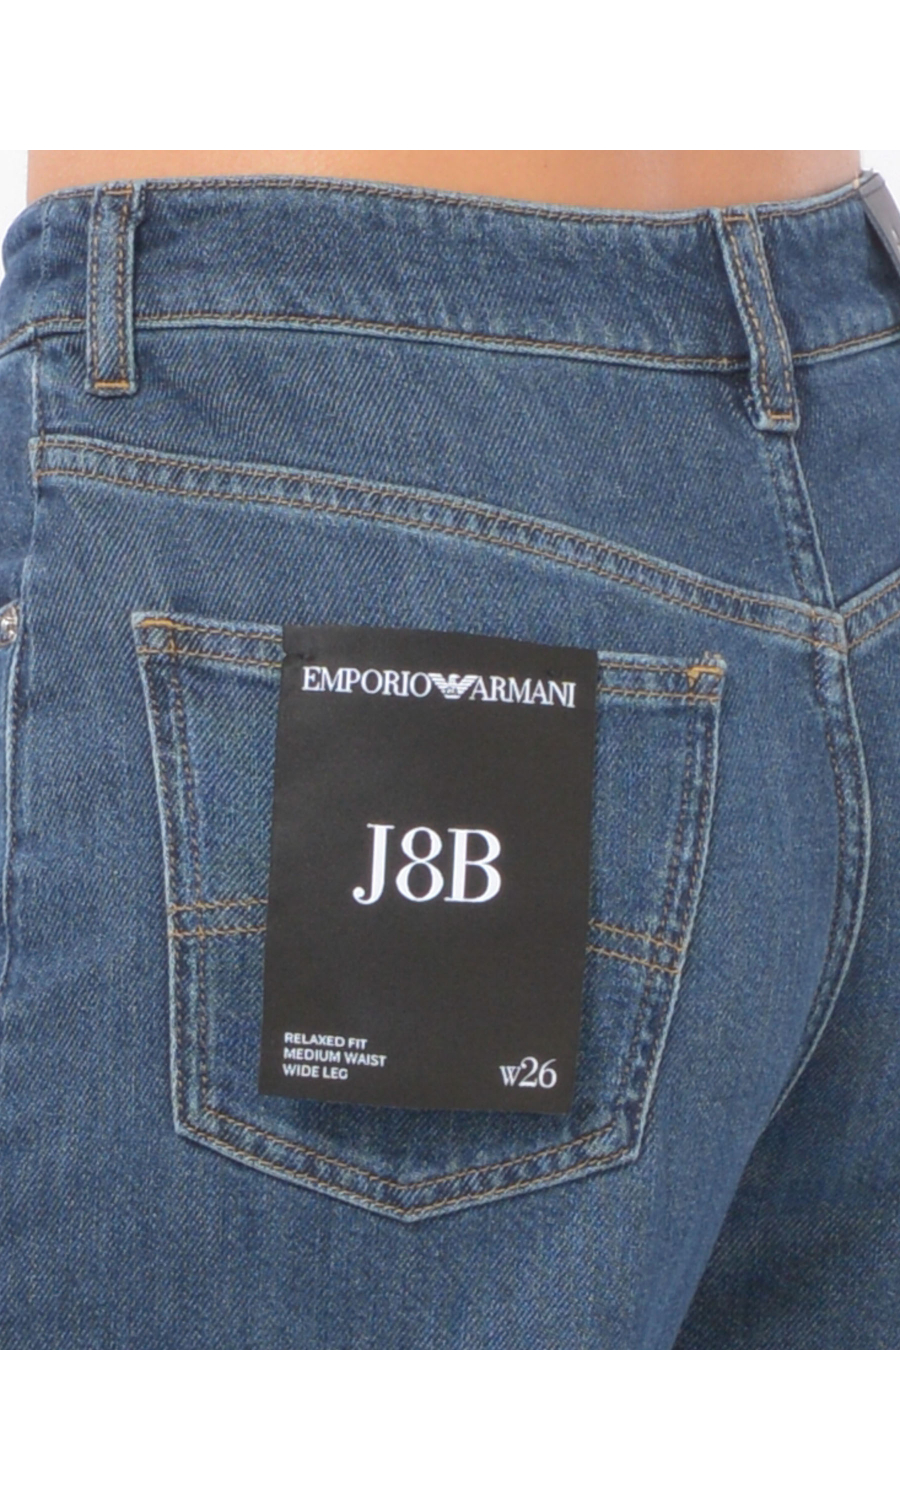 EMPORIO ARMANI
J8B
RELAXED FIT
MEDIUM WAIST
WIDE LEG
W26